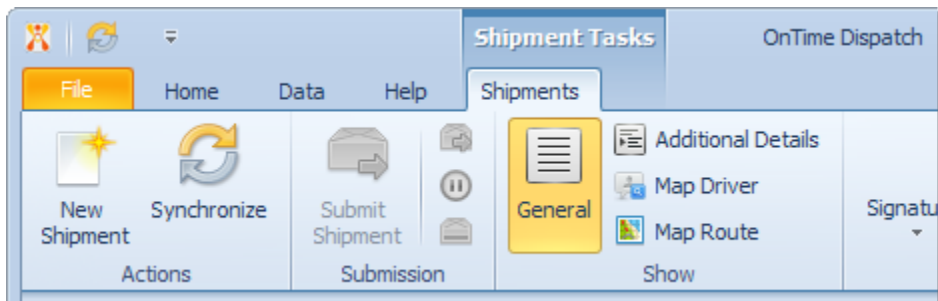 Shipment Tasks
OnTime Dispatch
File
Home
Data
Help
Shipments
New
Shipment
Synchronize
Actions
Submit
Shipment
Submission
General
Additional Details
Map Driver
Map Route
Show
Signatu